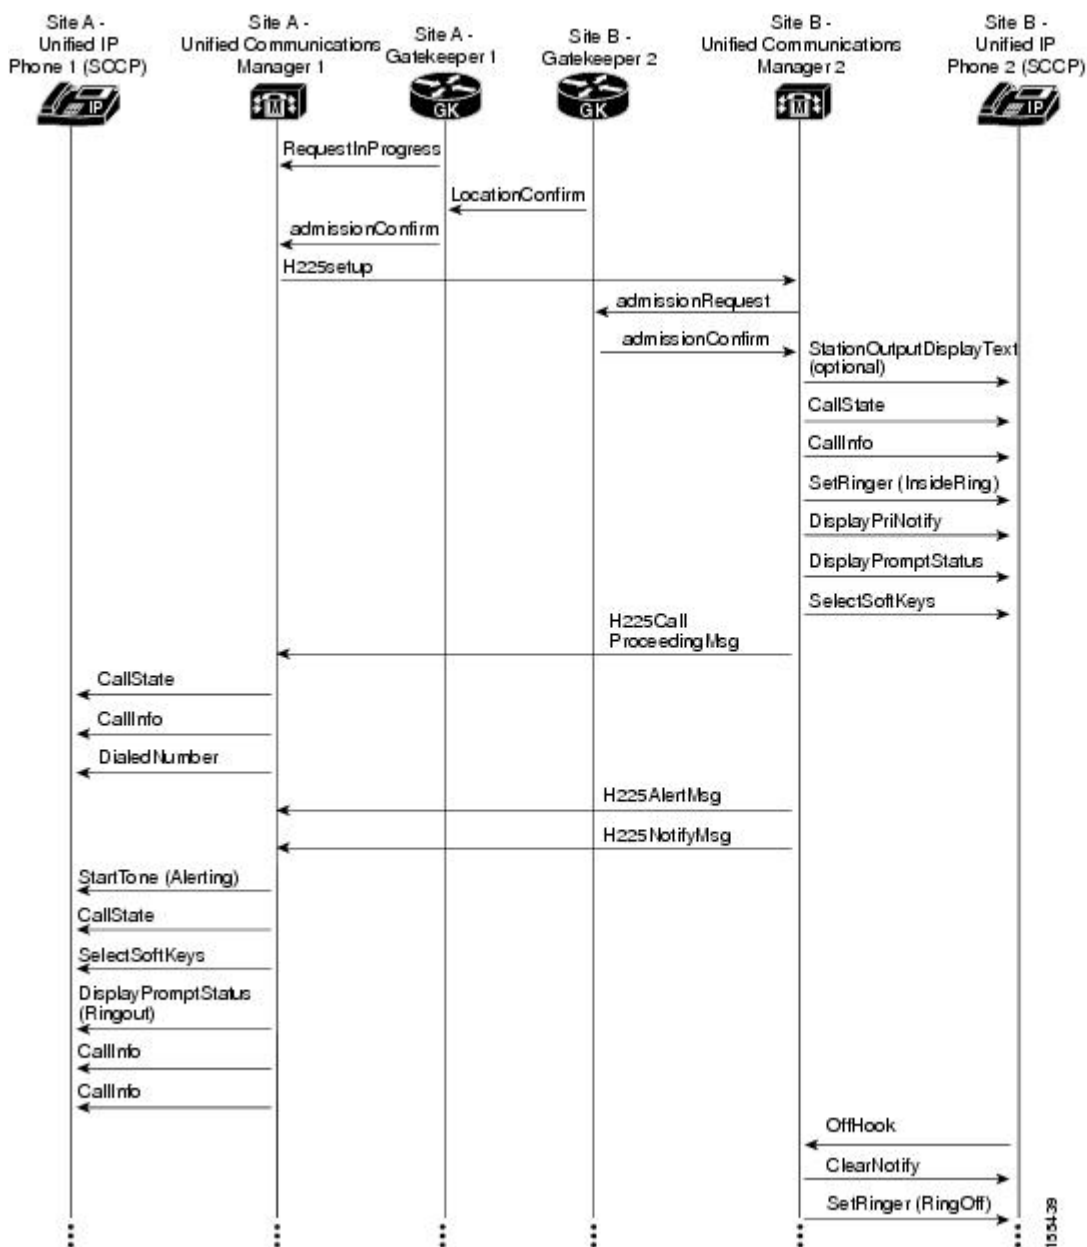 Site A -
Unified IP
Phone 1 (SCCP)
Site A -
Unified Communications
Manager 1
Site A -
Gatekeeper 1
Site B -
Gatekeeper 2
Site B -
Unified Communications
Manager 2
Site B -
Unified IP
Phone 2 (SCCP)
IP
M
GK
GK
M
IP
RequestInProgress
LocationConfirm
admissionConfirm
H225setup
admissionRequest
admissionConfirm
StationOutputDisplayText
(optional)
CallState
CallInfo
SetRinger (InsideRing)
DisplayPriNotify
DisplayPromptStatus
SelectSoftKeys
H225Call
ProceedingMsg
CallState
CallInfo
DialedNumber
H225AlertMsg
H225NotifyMsg
StartTone (Alerting)
CallState
SelectSoftKeys
DisplayPromptStatus
(Ringout)
CallInfo
CallInfo
OffHook
ClearNotify
SetRinger (RingOff)
155439